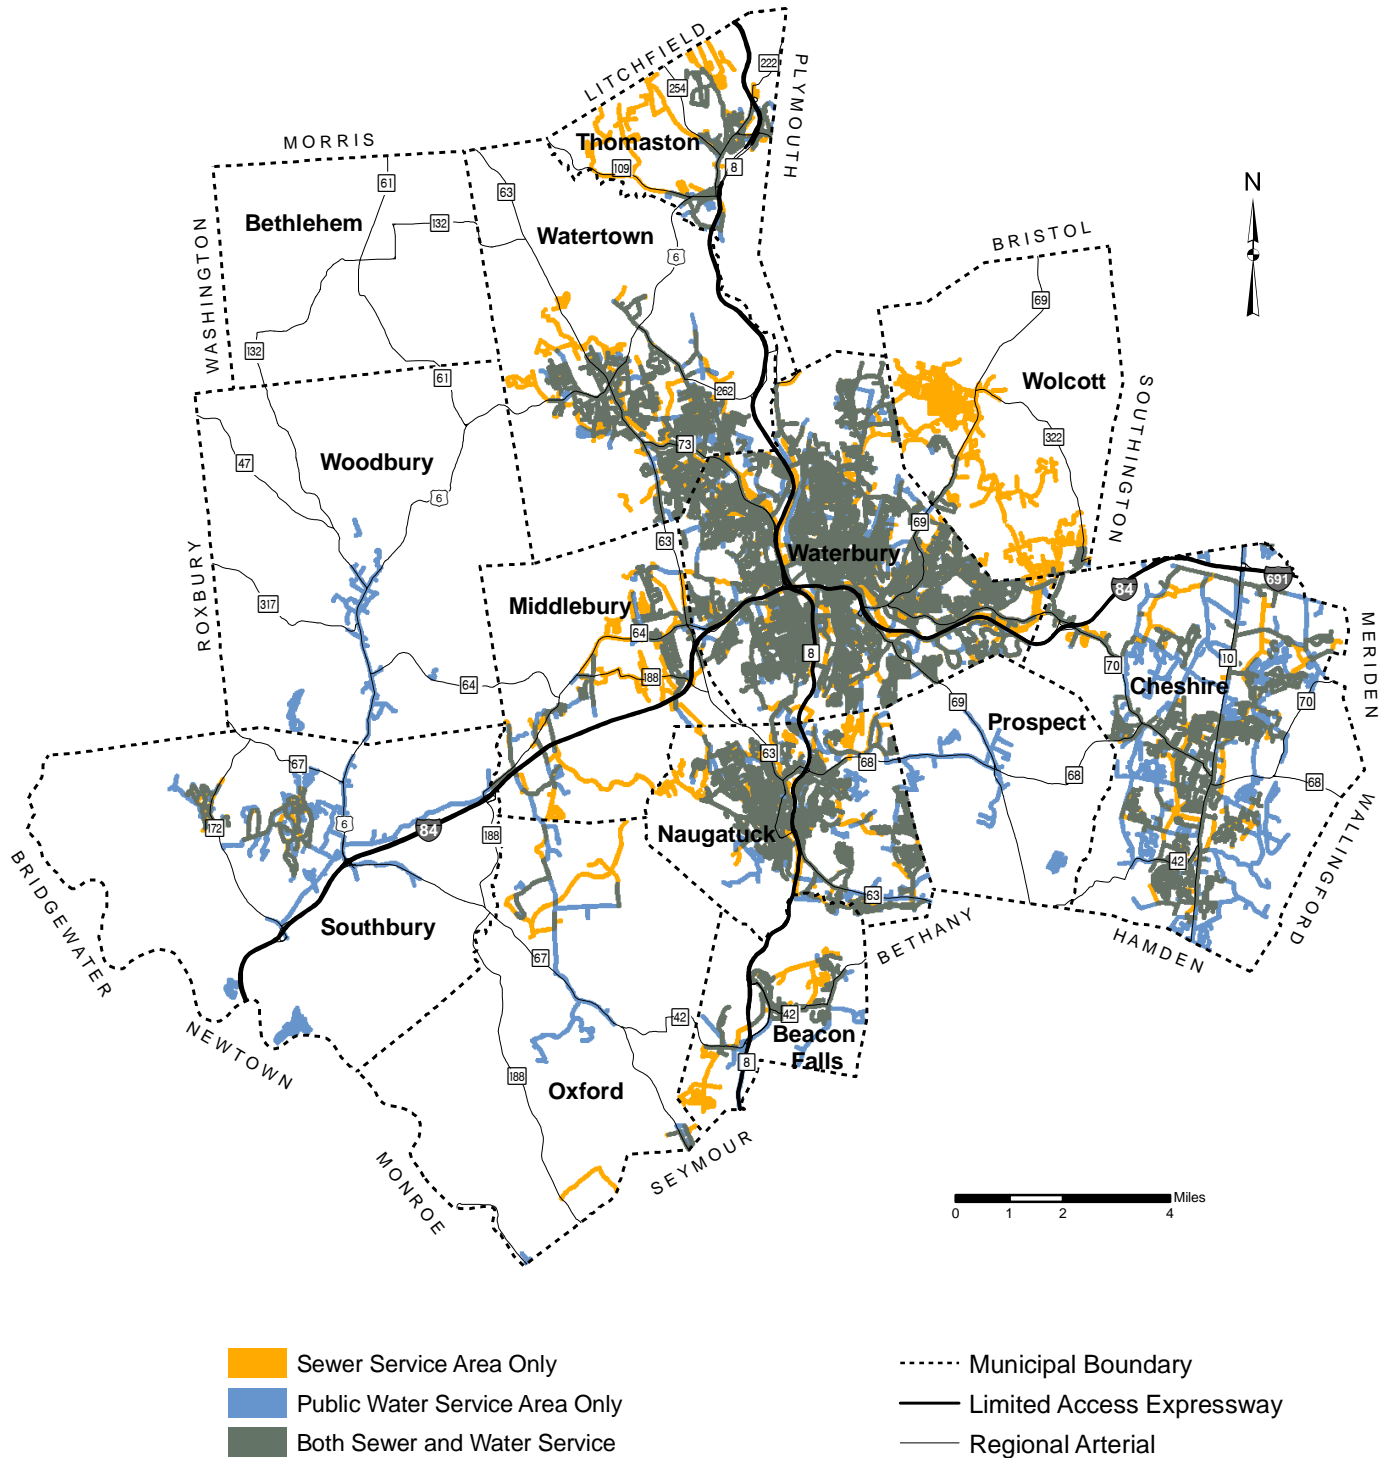 LITCHFIELD
222
254
PLYMOUTH
Thomaston
MORRIS
8
109
61
63
Bethlehem
132
N
WASHINGTON
Watertown
BRISTOL
6
69
132
61
Wolcott
262
SOUTHINGTON
322
73
Woodbury
47
6
69
63
Waterbury
84
691
ROXBURY
317
Middlebury
MERIDEN
64
8
10
70
188
64
Cheshire
69
70
Prospect
63
67
68
68
68
WALLINGFORD
172
6
84
188
Naugatuck
BRIDGEWATER
42
63
Southbury
BETHANY
HAMDEN
67
42
42
NEWTOWN
Beacon
Falls
8
188
Oxford
SEYMOUR
MONROE
Miles
0 1 2 4
Sewer Service Area Only
Public Water Service Area Only
Both Sewer and Water Service
Municipal Boundary
Limited Access Expressway
Regional Arterial